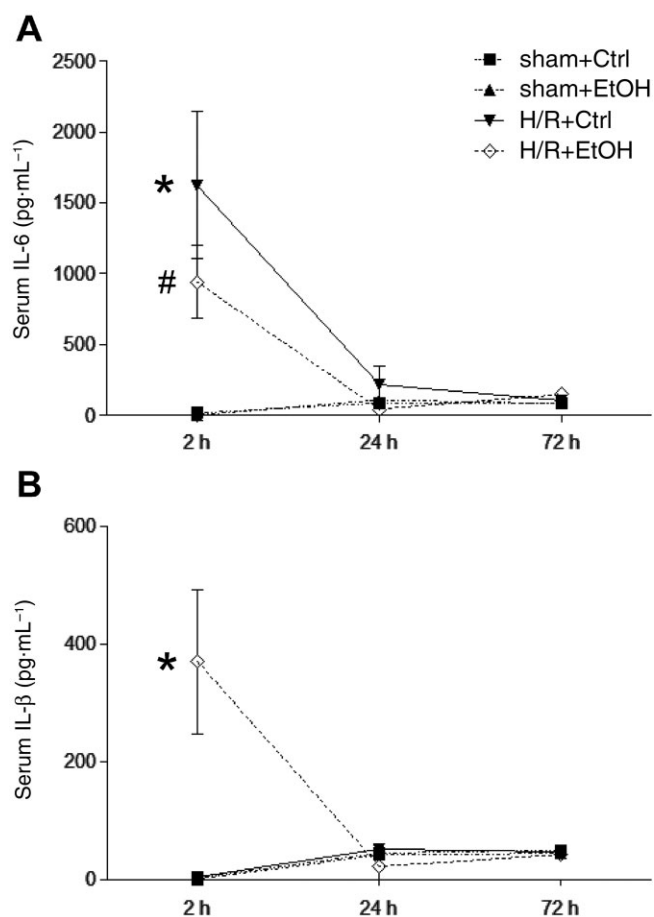 A
sham+Ctrl
sham+EtOH
H/R+Ctrl
H/R+EtOH
Serum IL-6 (pg·mL⁻¹)
2500
2000
1500
1000
500
0
*
#
2 h
24 h
72 h
B
Serum IL-β (pg·mL⁻¹)
600
400
200
0
*
2 h
24 h
72 h